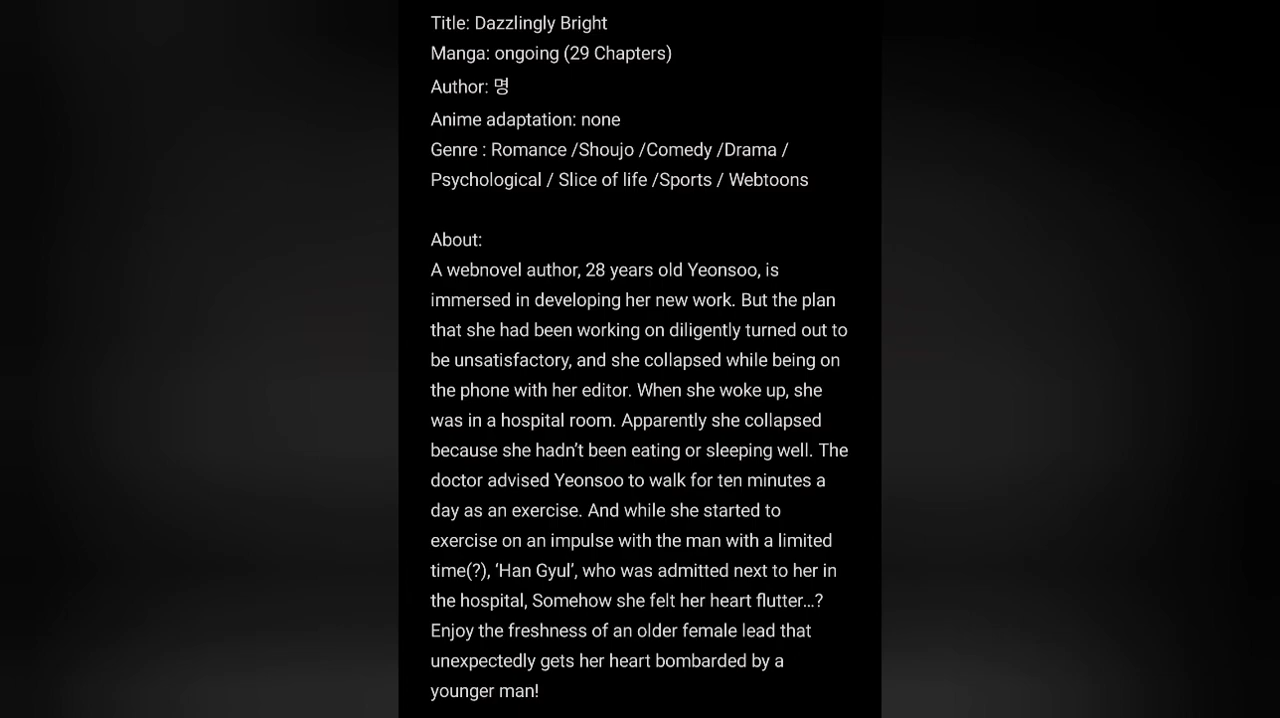 Title: Dazzlingly Bright
Manga: ongoing (29 Chapters)
Author: 명
Anime adaptation: none
Genre : Romance /Shoujo /Comedy /Drama /
Psychological / Slice of life /Sports / Webtoons
About:
A webnovel author, 28 years old Yeonsoo, is
immersed in developing her new work. But the plan
that she had been working on diligently turned out to
be unsatisfactory, and she collapsed while being on
the phone with her editor. When she woke up, she
was in a hospital room. Apparently she collapsed
because she hadn’t been eating or sleeping well. The
doctor advised Yeonsoo to walk for ten minutes a
day as an exercise. And while she started to
exercise on an impulse with the man with a limited
time(?), ‘Han Gyul’, who was admitted next to her in
the hospital, Somehow she felt her heart flutter…?
Enjoy the freshness of an older female lead that
unexpectedly gets her heart bombarded by a
younger man!